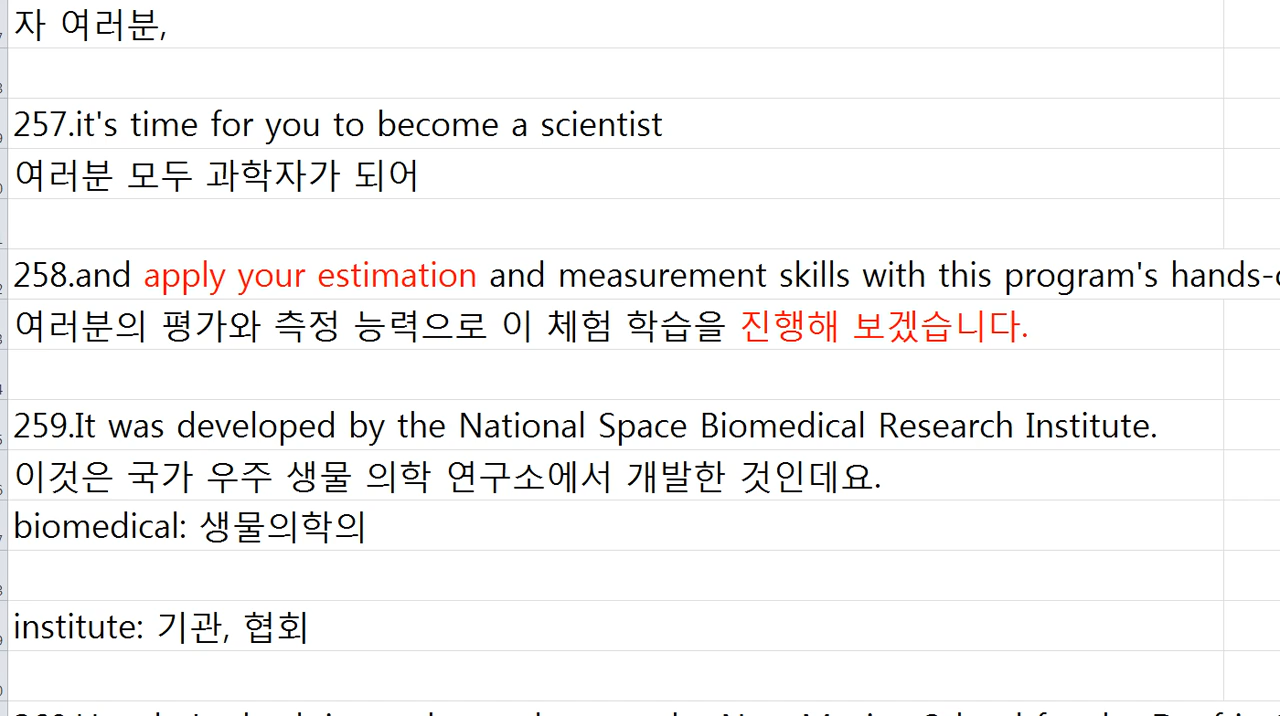 자 여러분,
257.it's time for you to become a scientist
여러분 모두 과학자가 되어
258.and apply your estimation and measurement skills with this program's hands-
여러분의 평가와 측정 능력으로 이 체험 학습을 진행해 보겠습니다.
259.It was developed by the National Space Biomedical Research Institute.
이것은 국가 우주 생물 의학 연구소에서 개발한 것인데요.
biomedical: 생물의학의
institute: 기관, 협회